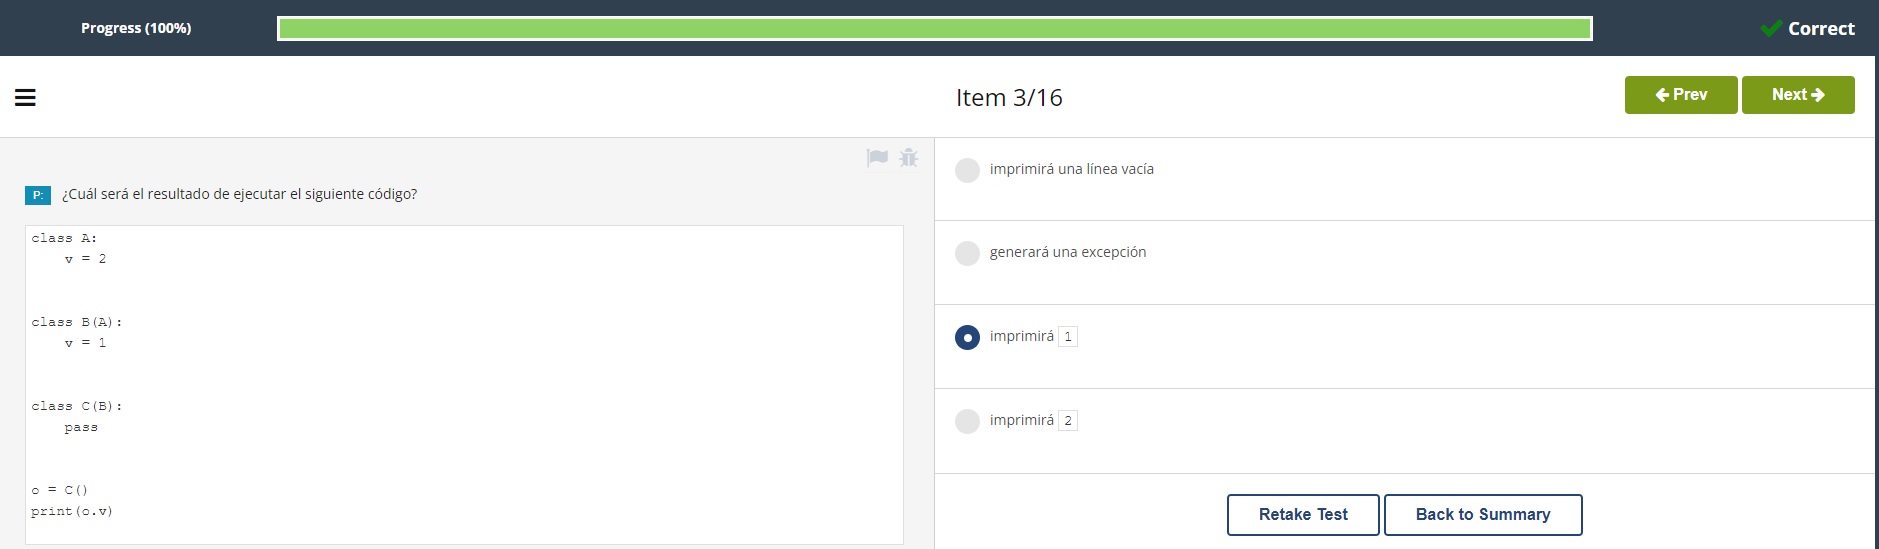 Progress (100%)
Correct
Item 3/16
Prev
Next
P: ¿Cuál será el resultado de ejecutar el siguiente código?
class A:
    v = 2
class B(A):
    v = 1
class C(B):
    pass
o = C()
print(o.v)
imprimirá una línea vacía
generará una excepción
imprimirá 1
imprimirá 2
Retake Test
Back to Summary